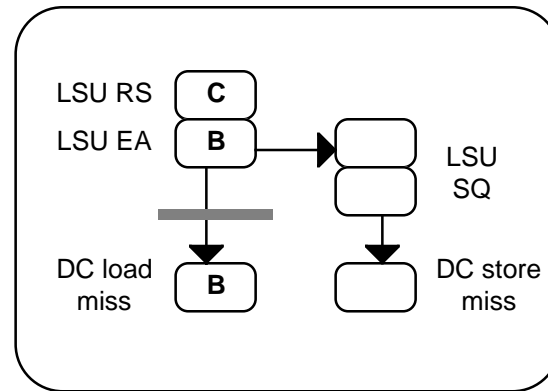 LSU RS
C
LSU EA
B
LSU
SQ
DC load
miss
B
DC store
miss